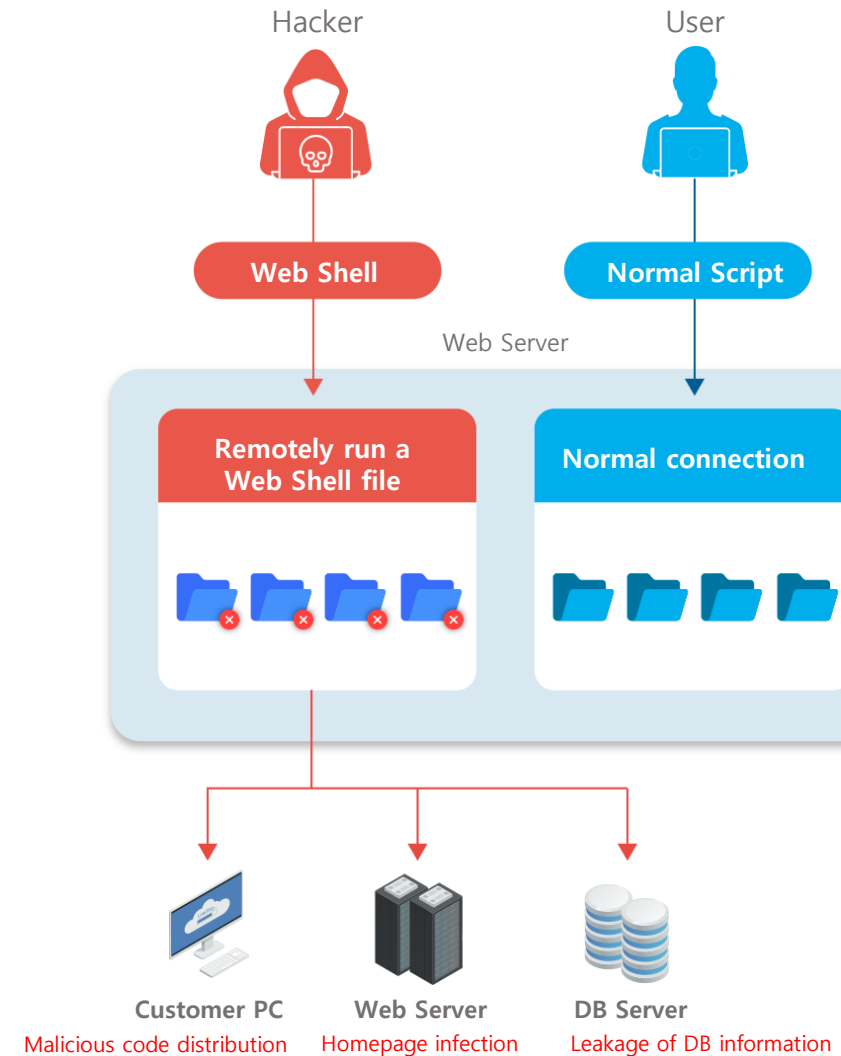 Hacker
User
Web Shell
Normal Script
Web Server
Remotely run a
Web Shell file
Normal connection
Loading
Customer PC
Web Server
DB Server
Malicious code distribution
Homepage infection
Leakage of DB information